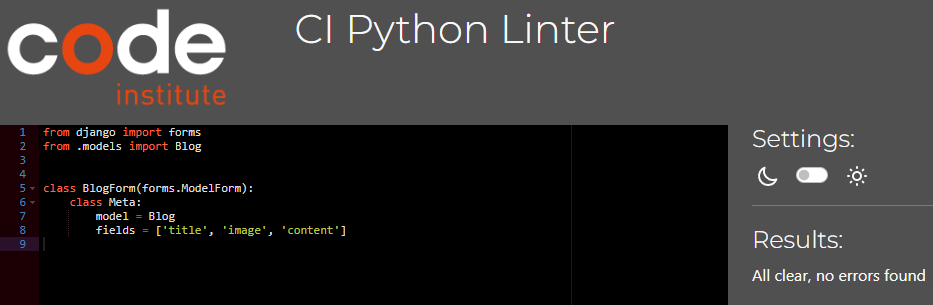 code
institute
CI Python Linter
1 from django import forms
2 from .models import Blog
3
4
5 class BlogForm(forms.ModelForm):
6     class Meta:
7         model = Blog
8         fields = ['title', 'image', 'content']
9
Settings:
Results:
All clear, no errors found